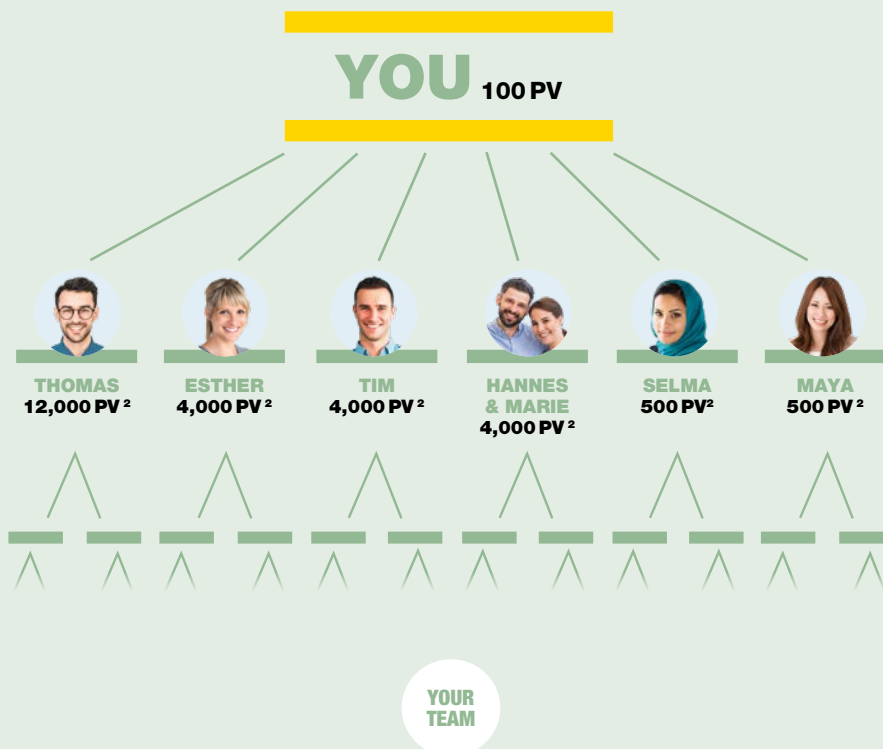 YOU 100 PV
THOMAS
12,000 PV ²
ESTHER
4,000 PV ²
TIM
4,000 PV ²
HANNES
& MARIE
4,000 PV ²
SELMA
500 PV²
MAYA
500 PV ²
YOUR
TEAM